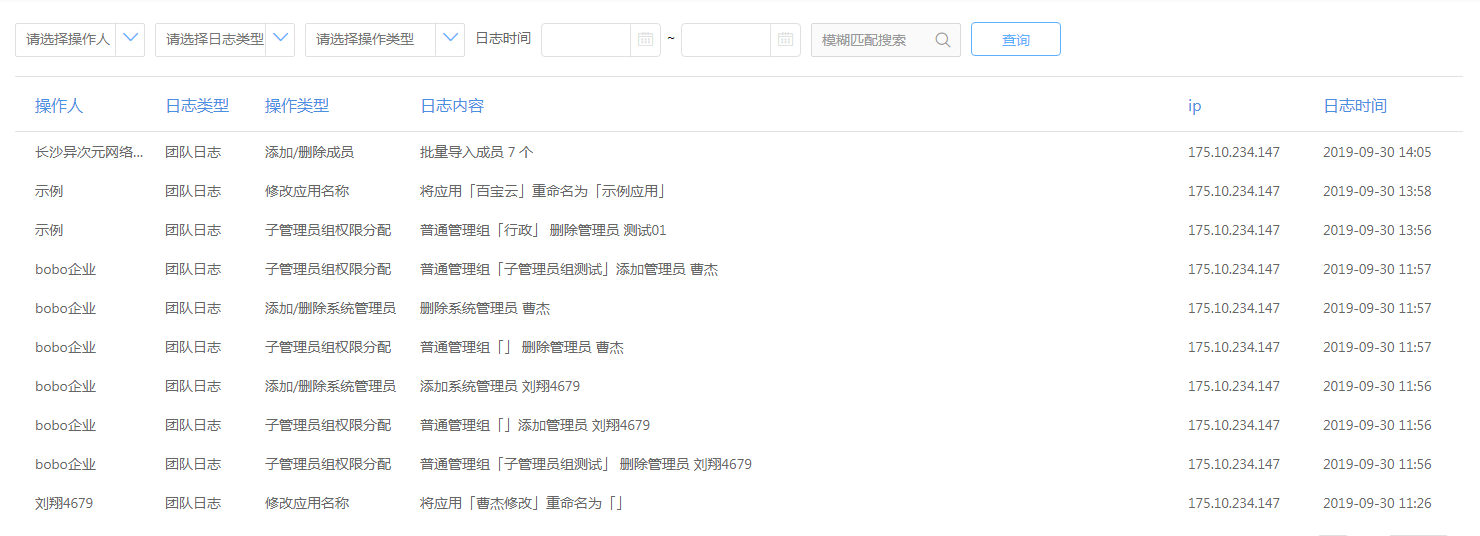 请选择操作人 请选择日志类型 请选择操作类型 日志时间 ~ 模糊匹配搜索 查询
操作人 日志类型 操作类型 日志内容 ip 日志时间
长沙异次元网络... 团队日志 添加/删除成员 批量导入成员 7 个 175.10.234.147 2019-09-30 14:05
示例 团队日志 修改应用名称 将应用「百宝云」重命名为「示例应用」 175.10.234.147 2019-09-30 13:58
示例 团队日志 子管理员组权限分配 普通管理组「行政」 删除管理员 测试01 175.10.234.147 2019-09-30 13:56
bobo企业 团队日志 子管理员组权限分配 普通管理组「子管理员组测试」添加管理员 曹杰 175.10.234.147 2019-09-30 11:57
bobo企业 团队日志 添加/删除系统管理员 删除系统管理员 曹杰 175.10.234.147 2019-09-30 11:57
bobo企业 团队日志 子管理员组权限分配 普通管理组「」 删除管理员 曹杰 175.10.234.147 2019-09-30 11:57
bobo企业 团队日志 添加/删除系统管理员 添加系统管理员 刘翔4679 175.10.234.147 2019-09-30 11:56
bobo企业 团队日志 子管理员组权限分配 普通管理组「」添加管理员 刘翔4679 175.10.234.147 2019-09-30 11:56
bobo企业 团队日志 子管理员组权限分配 普通管理组「子管理员组测试」 删除管理员 刘翔4679 175.10.234.147 2019-09-30 11:56
刘翔4679 团队日志 修改应用名称 将应用「曹杰修改」重命名为「」 175.10.234.147 2019-09-30 11:26